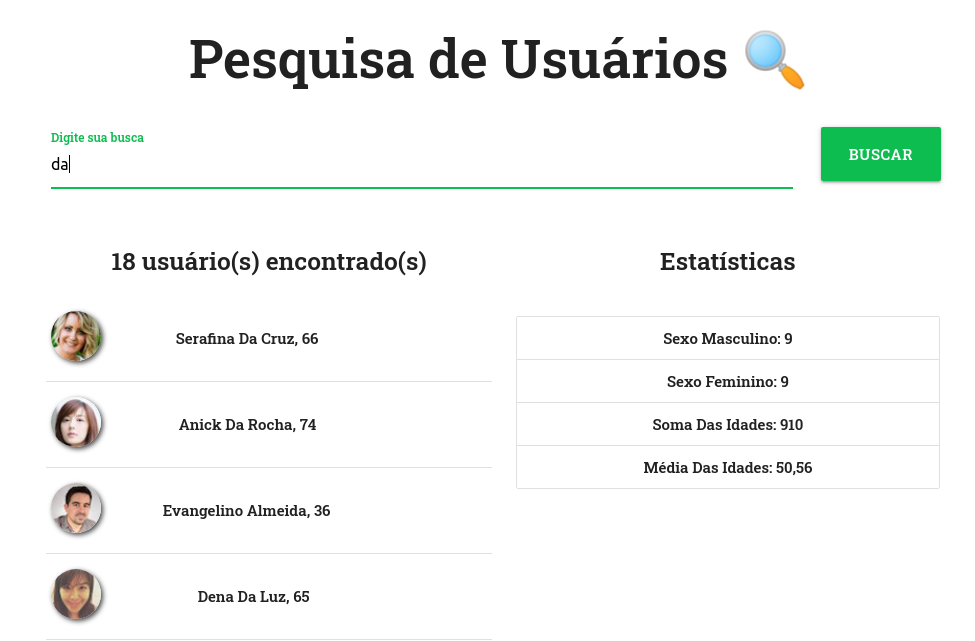 Pesquisa de Usuários
Digite sua busca
da
BUSCAR
18 usuário(s) encontrado(s)
Serafina Da Cruz, 66
Anick Da Rocha, 74
Evangelino Almeida, 36
Dena Da Luz, 65
Estatísticas
Sexo Masculino: 9
Sexo Feminino: 9
Soma Das Idades: 910
Média Das Idades: 50,56